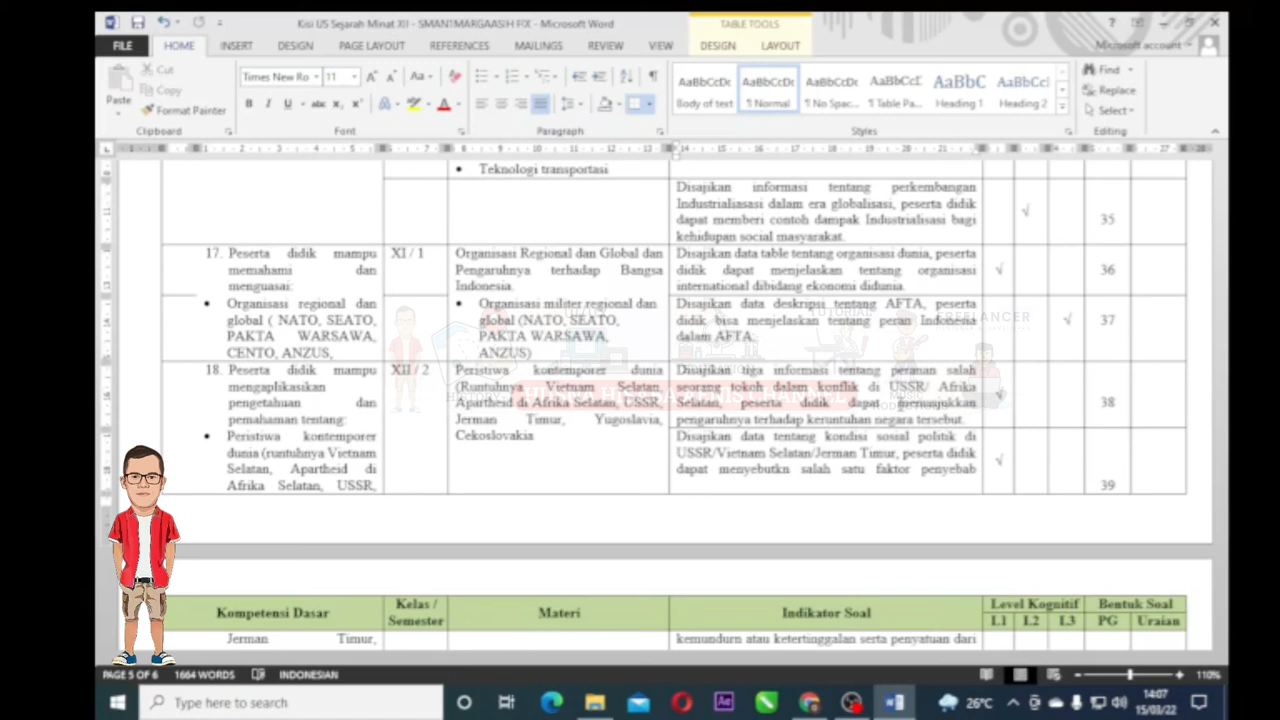 Kisi US Sejarah Minat XII - SMAN1MARGAASIH FIX - Microsoft Word
TABLE TOOLS
FILE HOME INSERT DESIGN PAGE LAYOUT REFERENCES MAILINGS REVIEW VIEW DESIGN LAYOUT
Microsoft account
Paste
Cut
Copy
Format Painter
Times New Ro 11
AaBbCcDc AaBbCcDc AaBbCcDc AaBbCcD AaBbC AaBbCcl
Body of text ¶ Normal ¶ No Spac... ¶ Table Pa... Heading 1 Heading 2
Find
Replace
Select
Clipboard Font Paragraph Styles Editing
• Teknologi transportasi
Disajikan informasi tentang perkembangan
Industrialiasasi dalam era globalisasi, peserta didik
dapat memberi contoh dampak Industrialisasi bagi
kehidupan social masyarakat.
√ 35
17. Peserta didik mampu
memahami dan
menguasai:
• Organisasi regional dan
global ( NATO, SEATO,
PAKTA WARSAWA,
CENTO, ANZUS,
XI / 1
Organisasi Regional dan Global dan
Pengaruhnya terhadap Bangsa
Indonesia.
• Organisasi militer regional dan
global (NATO, SEATO,
PAKTA WARSAWA,
ANZUS)
Disajikan data table tentang organisasi dunia, peserta
didik dapat menjelaskan tentang organisasi
international dibidang ekonomi didunia.
√ 36
Disajikan data deskripsi tentang AFTA, peserta
didik bisa menjelaskan tentang peran Indonesia
dalam AFTA.
√ 37
18. Peserta didik mampu
mengaplikasikan
pengetahuan dan
pemahaman tentang:
• Peristiwa kontemporer
dunia (runtuhnya Vietnam
Selatan, Apartheid di
Afrika Selatan, USSR,
XII / 2
Peristiwa kontemporer dunia
(Runtuhnya Vietnam Selatan,
Apartheid di Afrika Selatan, USSR,
Jerman Timur, Yugoslavia,
Cekoslovakia
Disajikan tiga informasi tentang peranan salah
seorang tokoh dalam konflik di USSR/ Afrika
Selatan, peserta didik dapat menunjukkan
pengaruhnya terhadap keruntuhan negara tersebut.
√ 38
Disajikan data tentang kondisi sosial politik di
USSR/Vietnam Selatan/Jerman Timur, peserta didik
dapat menyebutkn salah satu faktor penyebab
√ 39
TUTORIAL
FREELANCER
Kompetensi Dasar
Kelas /
Semester
Materi
Indikator Soal
Level Kognitif
L1 L2 L3
Bentuk Soal
PG Uraian
Jerman Timur,
kemundurn atau ketertinggalan serta penyatuan dari
PAGE 5 OF 6 1664 WORDS INDONESIAN 110%
Type here to search
26°C
14:07
15/03/22